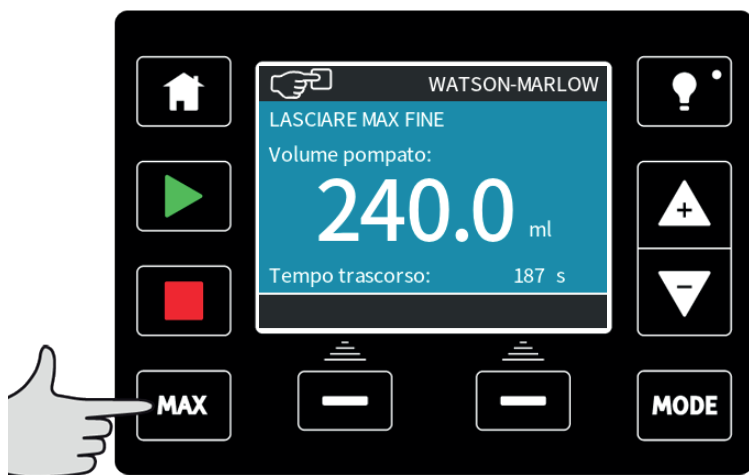 WATSON-MARLOW
LASCIARE MAX FINE
Volume pompato:
240.0 ml
Tempo trascorso: 187 s
MAX
MODE